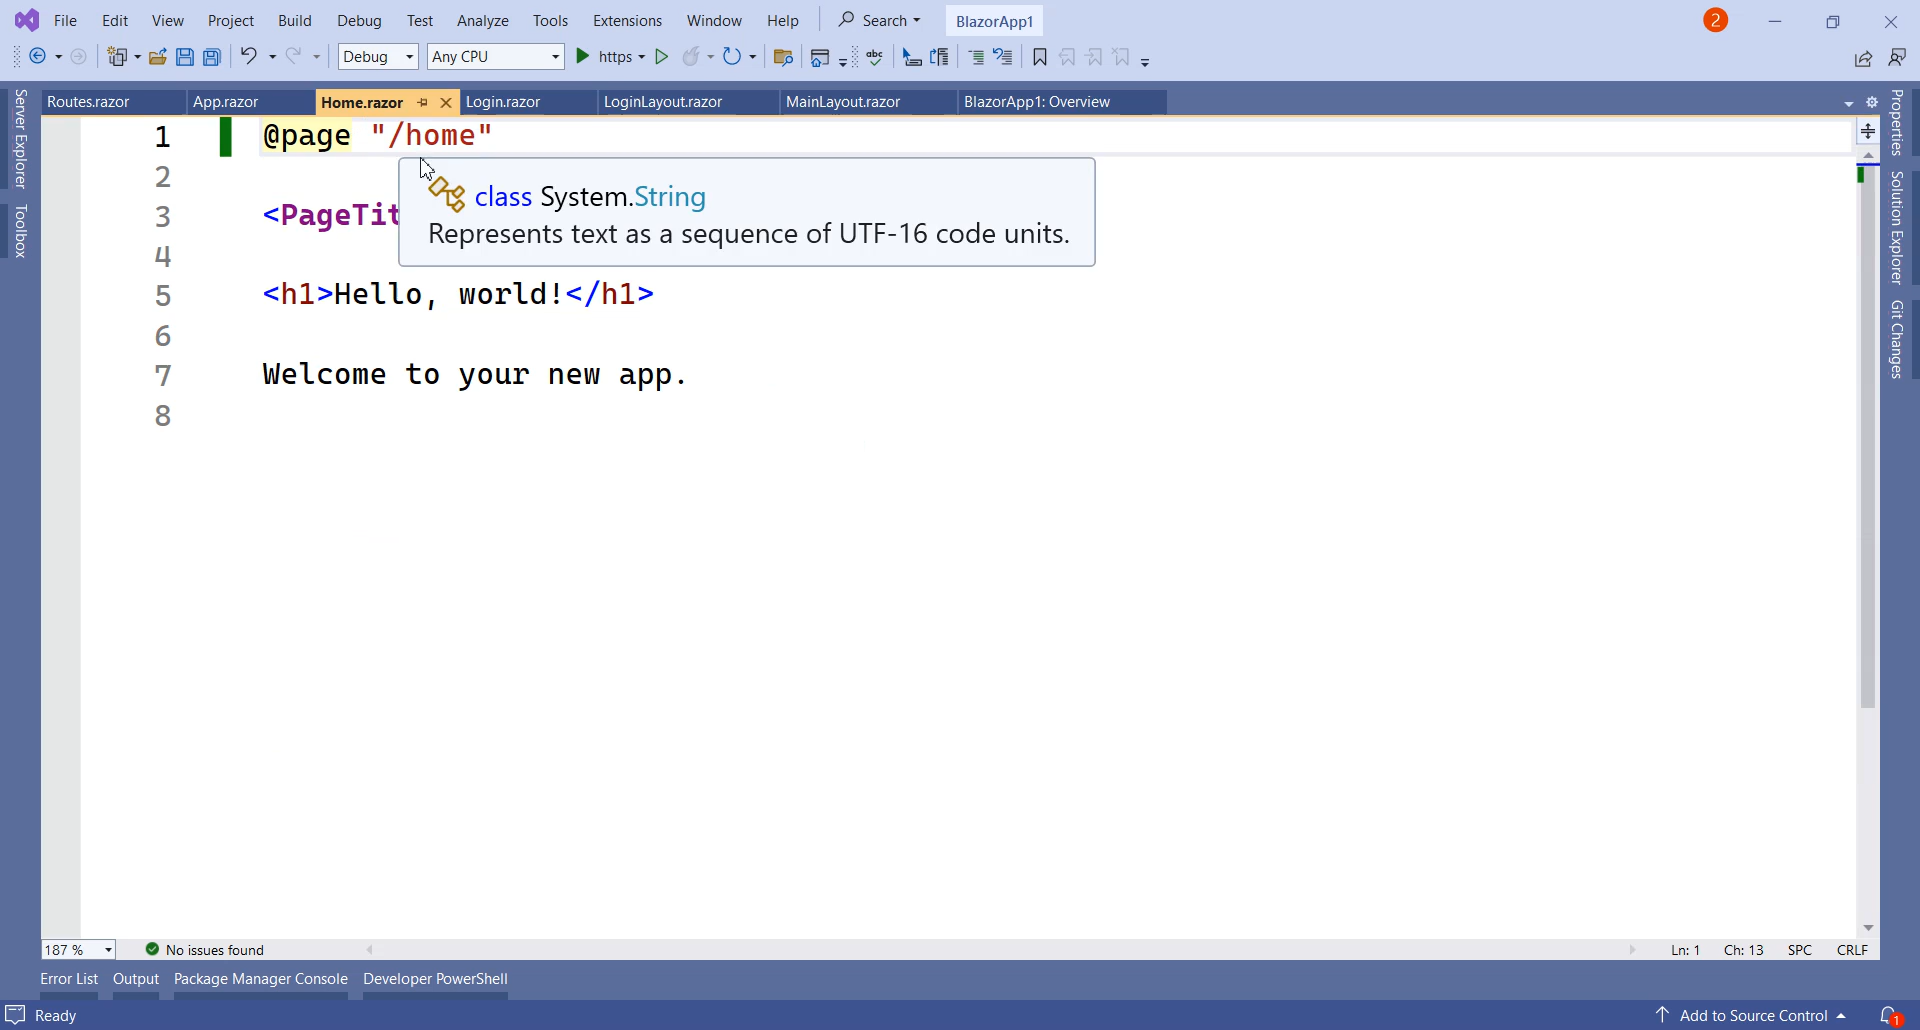 File Edit View Project Build Debug Test Analyze Tools Extensions Window Help Search BlazorApp1 2
Debug Any CPU https abc
Routes.razor App.razor Home.razor Login.razor LoginLayout.razor MainLayout.razor BlazorApp1: Overview
Server Explorer
Toolbox
1 @page "/home"
2
class System.String
3 <PageTit
Represents text as a sequence of UTF-16 code units.
4
5 <h1>Hello, world!</h1>
6
7 Welcome to your new app.
8
Properties
Solution Explorer
Git Changes
187 % No issues found Ln: 1 Ch: 13 SPC CRLF
Error List Output Package Manager Console Developer PowerShell
Ready Add to Source Control 1